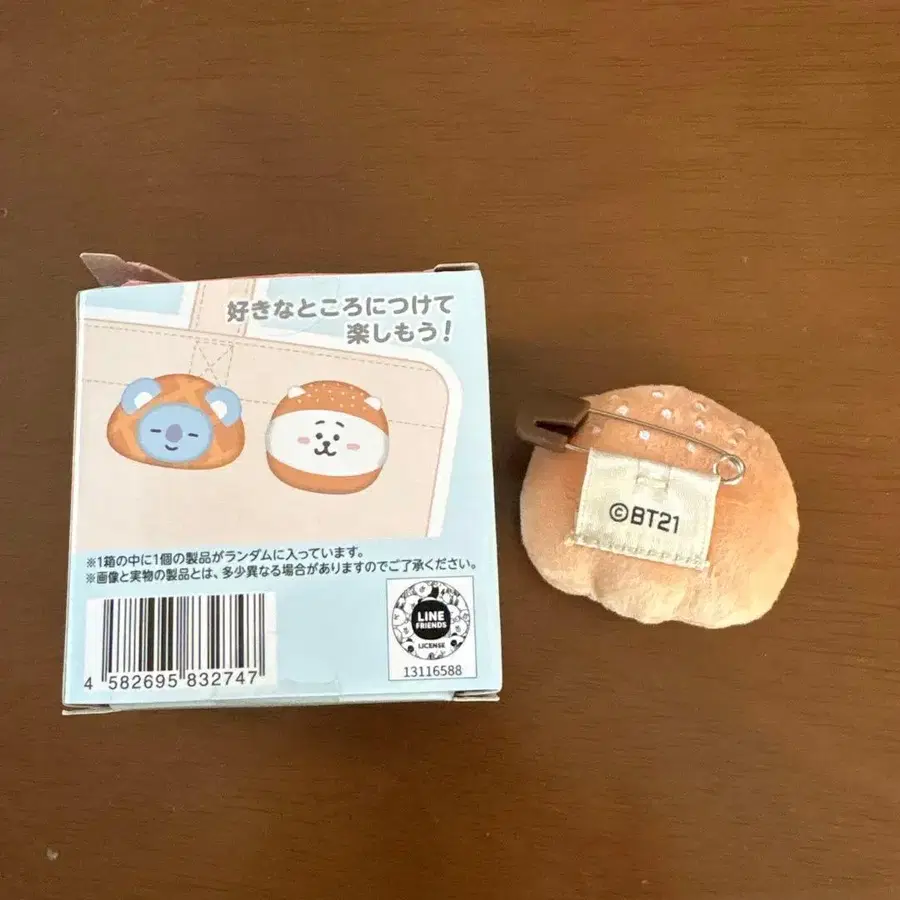 好きなところにつけて
楽しもう!
※1箱の中に1個の製品がランダムに入っています。
※画像と実物の製品とは、多少異なる場合がありますのでご了承ください。
4 582695 832747
LINE
FRIENDS
LICENSE
13116588
©BT21